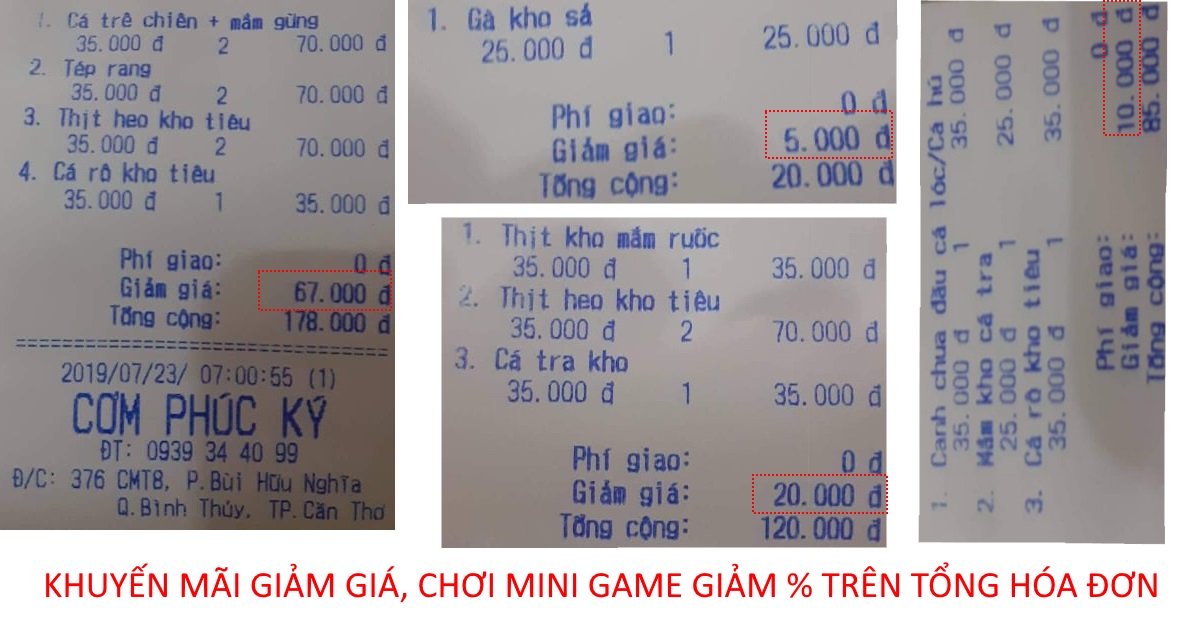 1. Cá trê chiên + mắm gừng
35.000 đ 2 70.000 đ
2. Tép rang
35.000 đ 2 70.000 đ
3. Thịt heo kho tiêu
35.000 đ 2 70.000 đ
4. Cá rô kho tiêu
35.000 đ 1 35.000 đ
Phí giao: 0 đ
Giảm giá: 67.000 đ
Tổng cộng: 178.000 đ
==================================
2019/07/23/ 07:00:55 (1)
CƠM PHÚC KÝ
ĐT: 0939 34 40 99
Đ/C: 376 CMT8, P.Bùi Hữu Nghĩa
Q.Bình Thủy, TP.Cần Thơ
1. Gà kho sả
25.000 đ 1 25.000 đ
Phí giao: 0 đ
Giảm giá: 5.000 đ
Tổng cộng: 20.000 đ
1. Thịt kho mắm ruốc
35.000 đ 1 35.000 đ
2. Thịt heo kho tiêu
35.000 đ 2 70.000 đ
3. Cá tra kho
35.000 đ 1 35.000 đ
Phí giao: 0 đ
Giảm giá: 20.000 đ
Tổng cộng: 120.000 đ
1. Canh chua đầu cá lóc/Cá hú
35.000 đ 1 35.000 đ
2. Mắm kho cá tra
25.000 đ 1 25.000 đ
3. Cá rô kho tiêu
35.000 đ 1 35.000 đ
Phí giao: 0 đ
Giảm giá: 10.000 đ
Tổng cộng: 85.000 đ
KHUYẾN MÃI GIẢM GIÁ, CHƠI MINI GAME GIẢM % TRÊN TỔNG HÓA ĐƠN